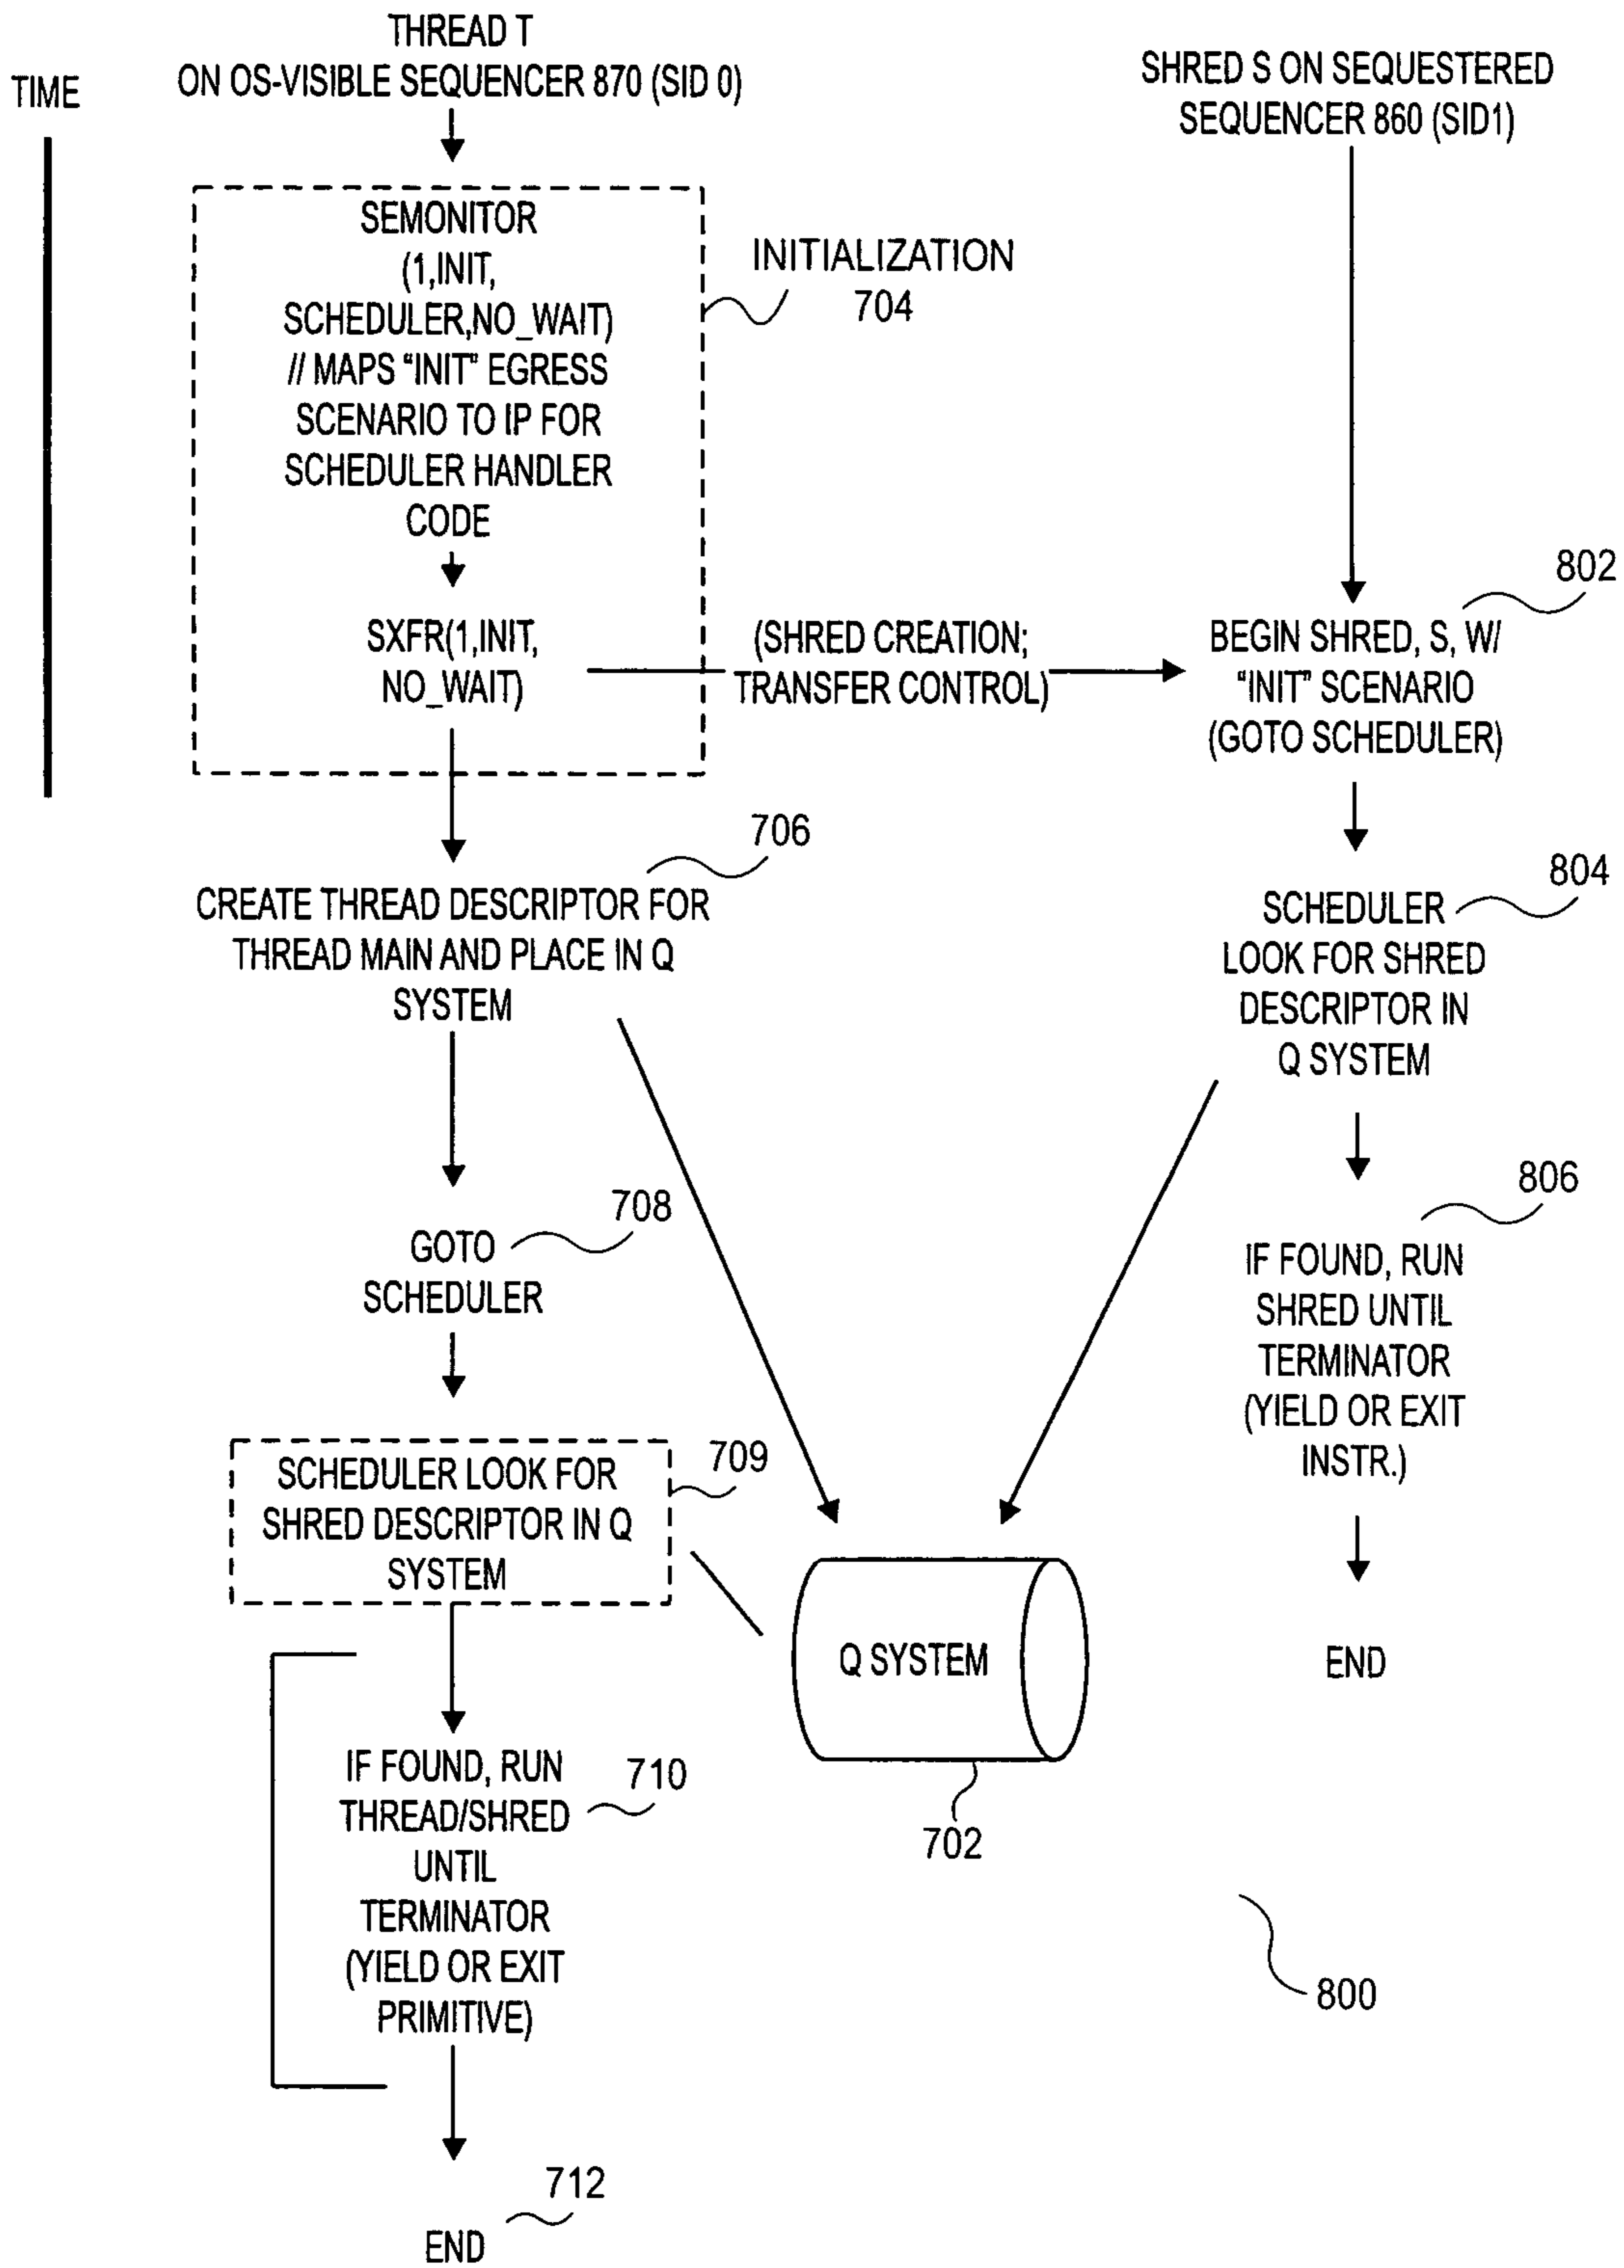 THREAD T
ON OS-VISIBLE SEQUENCER 870 (SID 0)
TIME
SHRED S ON SEQUESTERED
SEQUENCER 860 (SID1)
SEMONITOR
(1,INIT,
SCHEDULER,NO_WAIT)
// MAPS "INIT" EGRESS
SCENARIO TO IP FOR
SCHEDULER HANDLER
CODE
INITIALIZATION
704
SXFR(1,INIT,
NO_WAIT)
(SHRED CREATION;
TRANSFER CONTROL)
802
BEGIN SHRED, S, W/
"INIT" SCENARIO
(GOTO SCHEDULER)
706
CREATE THREAD DESCRIPTOR FOR
THREAD MAIN AND PLACE IN Q
SYSTEM
804
SCHEDULER
LOOK FOR SHRED
DESCRIPTOR IN
Q SYSTEM
708
GOTO
SCHEDULER
806
IF FOUND, RUN
SHRED UNTIL
TERMINATOR
(YIELD OR EXIT
INSTR.)
709
SCHEDULER LOOK FOR
SHRED DESCRIPTOR IN Q
SYSTEM
Q SYSTEM
702
END
IF FOUND, RUN
THREAD/SHRED
UNTIL
TERMINATOR
(YIELD OR EXIT
PRIMITIVE)
710
800
712
END